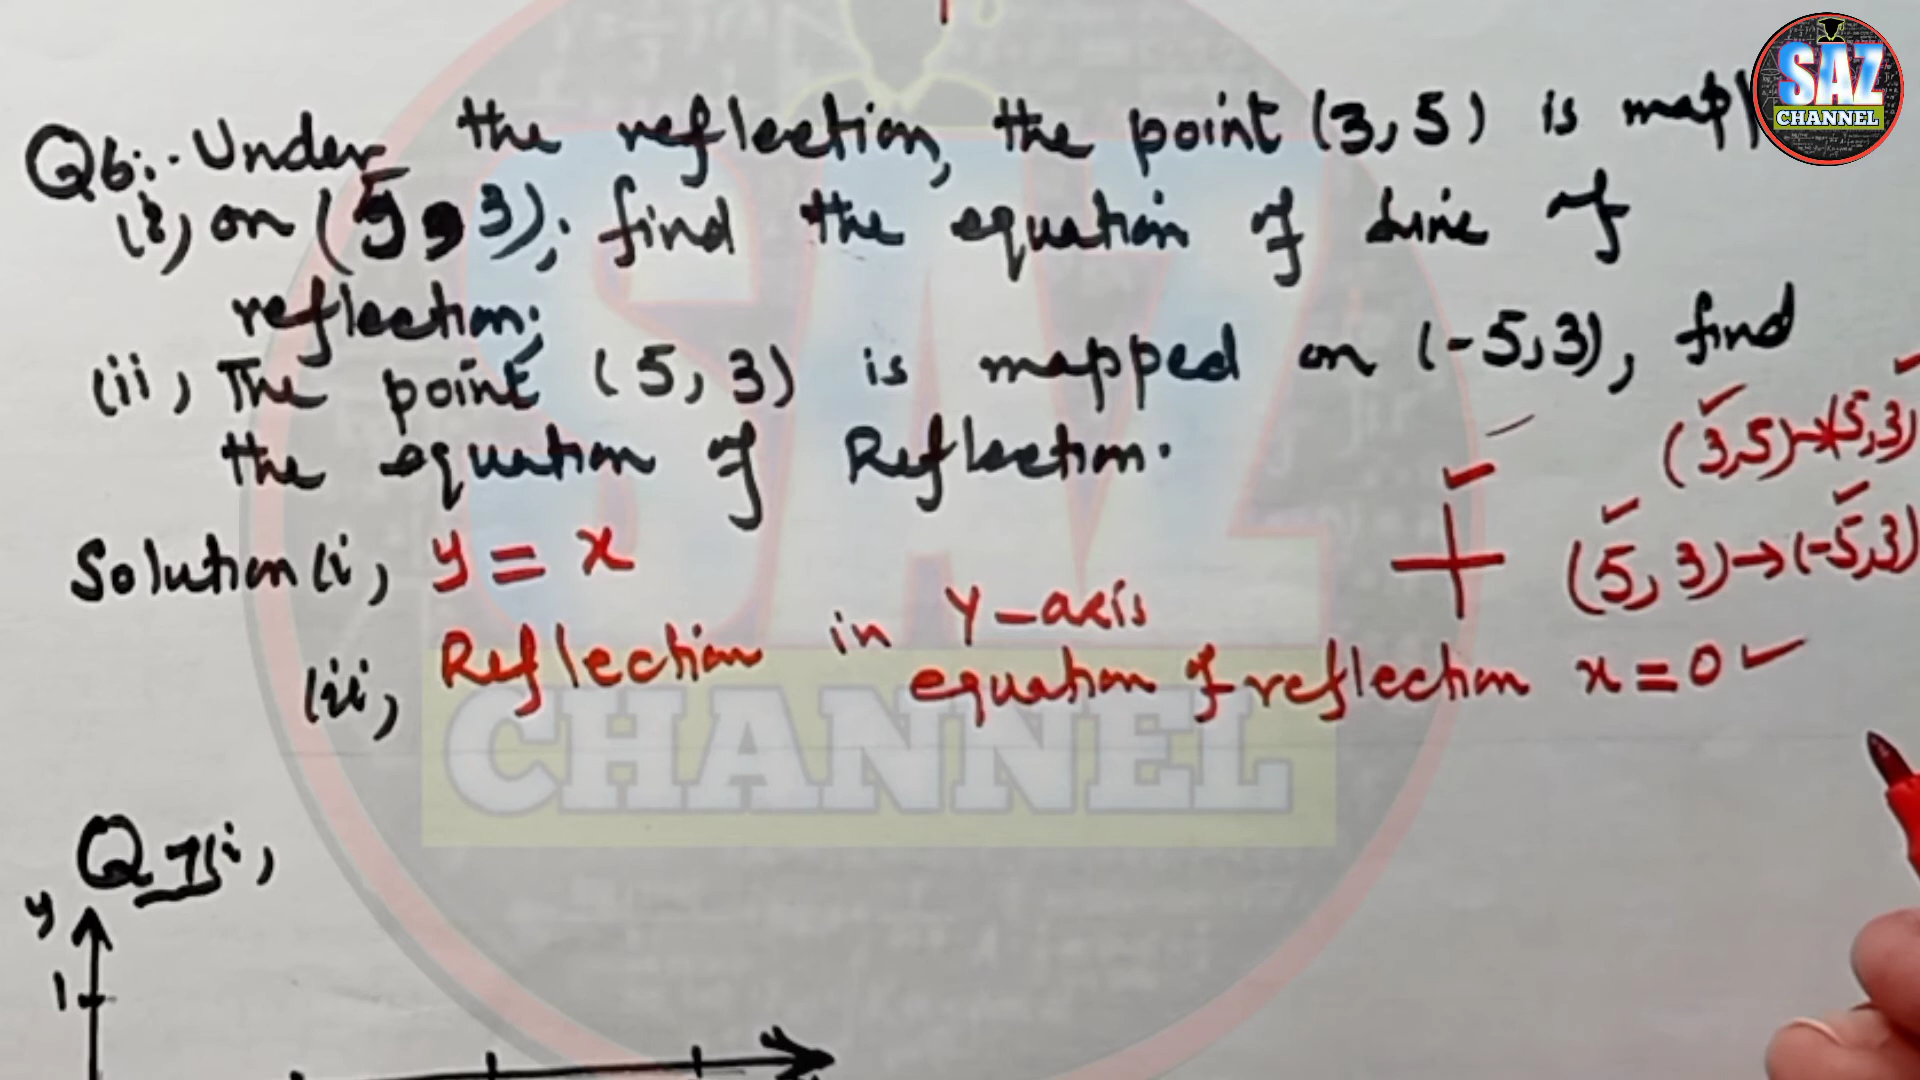 Q6:- Under the reflection, the point (3,5) is
(i) on (5, 3); find the equation of Line of
reflection;
(ii) The point (5, 3) is mapped on (-5,3), find
the equation of Reflection.
(3,5)→(5,3)
(5, 3)→(-5,3)
Solution (i) y = x
(ii) Reflection in Y-axis
equation of reflection x = 0
Q 7(i)
y
1
SAZ
CHANNEL
SAZ
CHANNEL